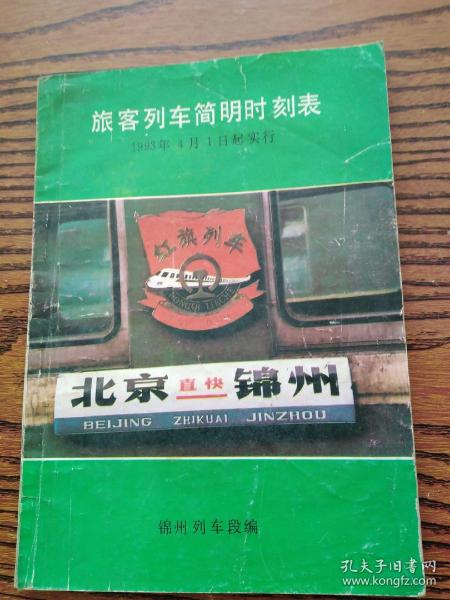 旅客列车简明时刻表
1993年4月1日起实行
红旗列车
HONGQI LIECHE
北京 直快 锦州
BEIJING ZHIKUAI JINZHOU
锦州列车段编
孔夫子旧书网
www.kongfz.com